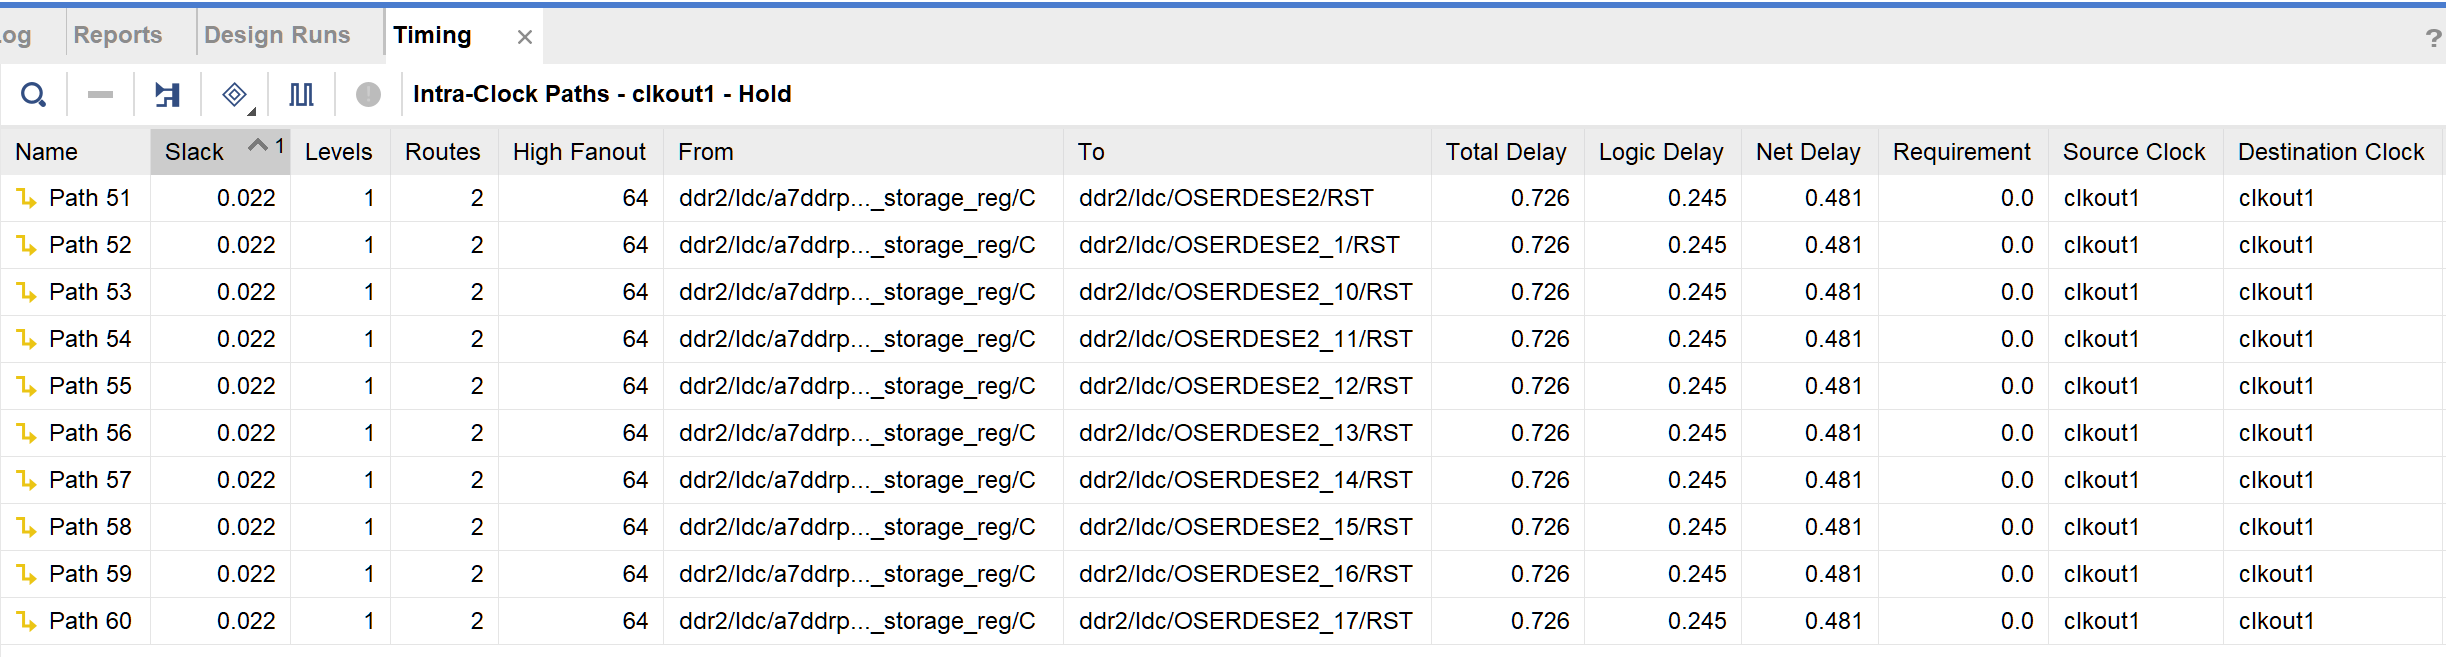 og Reports Design Runs Timing × ?
Intra-Clock Paths - clkout1 - Hold
Name Slack 1 Levels Routes High Fanout From To Total Delay Logic Delay Net Delay Requirement Source Clock Destination Clock
Path 51 0.022 1 2 64 ddr2/ldc/a7ddrp..._storage_reg/C ddr2/ldc/OSERDESE2/RST 0.726 0.245 0.481 0.0 clkout1 clkout1
Path 52 0.022 1 2 64 ddr2/ldc/a7ddrp..._storage_reg/C ddr2/ldc/OSERDESE2_1/RST 0.726 0.245 0.481 0.0 clkout1 clkout1
Path 53 0.022 1 2 64 ddr2/ldc/a7ddrp..._storage_reg/C ddr2/ldc/OSERDESE2_10/RST 0.726 0.245 0.481 0.0 clkout1 clkout1
Path 54 0.022 1 2 64 ddr2/ldc/a7ddrp..._storage_reg/C ddr2/ldc/OSERDESE2_11/RST 0.726 0.245 0.481 0.0 clkout1 clkout1
Path 55 0.022 1 2 64 ddr2/ldc/a7ddrp..._storage_reg/C ddr2/ldc/OSERDESE2_12/RST 0.726 0.245 0.481 0.0 clkout1 clkout1
Path 56 0.022 1 2 64 ddr2/ldc/a7ddrp..._storage_reg/C ddr2/ldc/OSERDESE2_13/RST 0.726 0.245 0.481 0.0 clkout1 clkout1
Path 57 0.022 1 2 64 ddr2/ldc/a7ddrp..._storage_reg/C ddr2/ldc/OSERDESE2_14/RST 0.726 0.245 0.481 0.0 clkout1 clkout1
Path 58 0.022 1 2 64 ddr2/ldc/a7ddrp..._storage_reg/C ddr2/ldc/OSERDESE2_15/RST 0.726 0.245 0.481 0.0 clkout1 clkout1
Path 59 0.022 1 2 64 ddr2/ldc/a7ddrp..._storage_reg/C ddr2/ldc/OSERDESE2_16/RST 0.726 0.245 0.481 0.0 clkout1 clkout1
Path 60 0.022 1 2 64 ddr2/ldc/a7ddrp..._storage_reg/C ddr2/ldc/OSERDESE2_17/RST 0.726 0.245 0.481 0.0 clkout1 clkout1